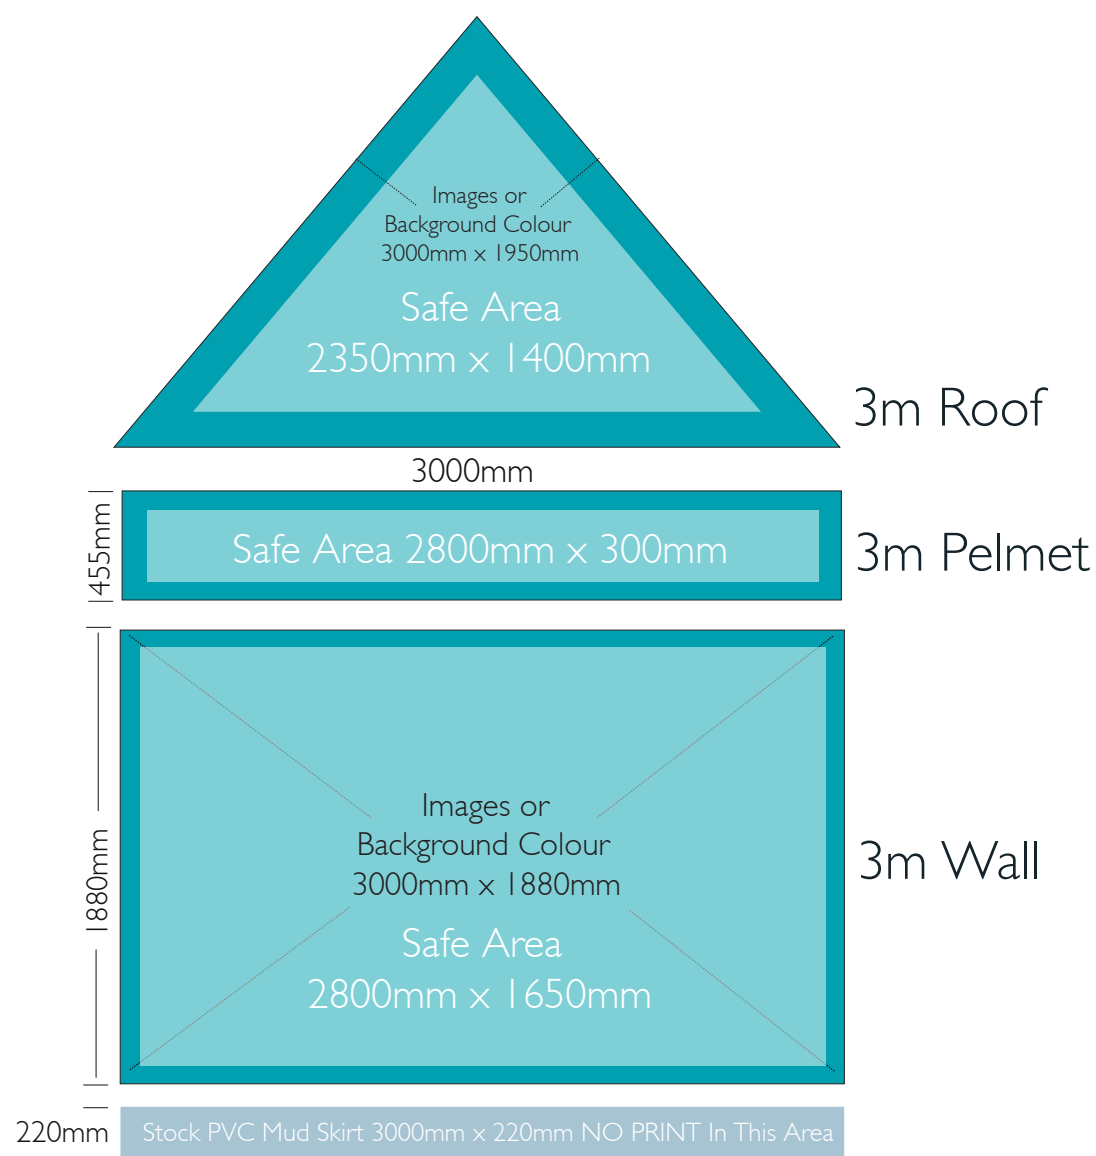 Images or
Background Colour
3000mm x 1950mm
Safe Area
2350mm x 1400mm
3m Roof
3000mm
455mm
Safe Area 2800mm x 300mm
3m Pelmet
1880mm
Images or
Background Colour
3000mm x 1880mm
Safe Area
2800mm x 1650mm
3m Wall
220mm
Stock PVC Mud Skirt 3000mm x 220mm NO PRINT In This Area